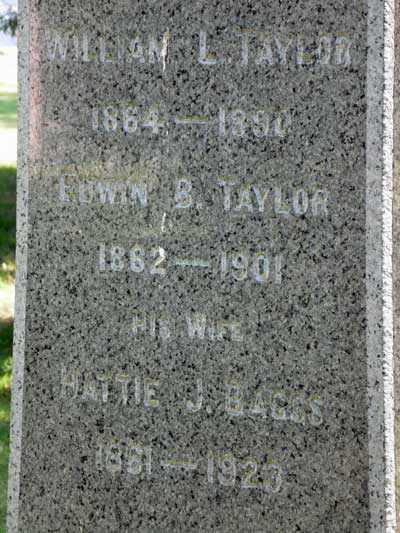 William L. Taylor
1864–1890
Edwin B. Taylor
1862–1901
His Wife
Hattie J. Baggs
1861–1923